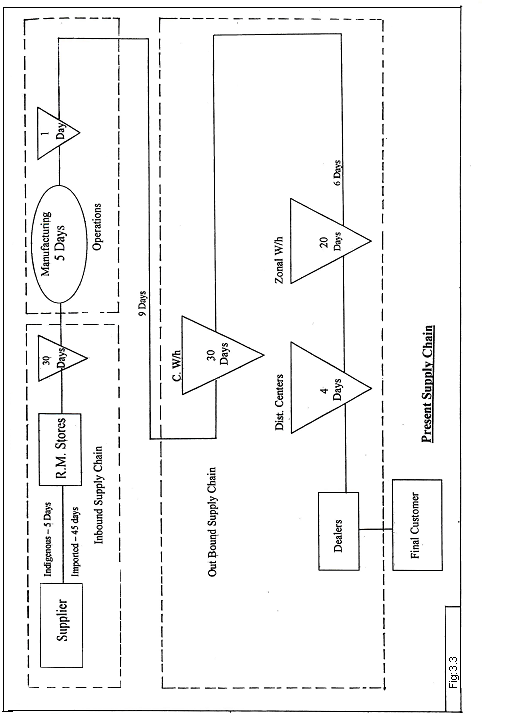 Supplier
Indigenous – 5 Days
Imported – 45 days
R.M. Stores
30
Days
Manufacturing
5 Days
1
Day
Inbound Supply Chain
Operations
9 Days
C. W/h
30
Days
Out Bound Supply Chain
6 Days
Zonal W/h
20
Days
Dist. Centers
4
Days
Dealers
Final Customer
Present Supply Chain
Fig:3.3